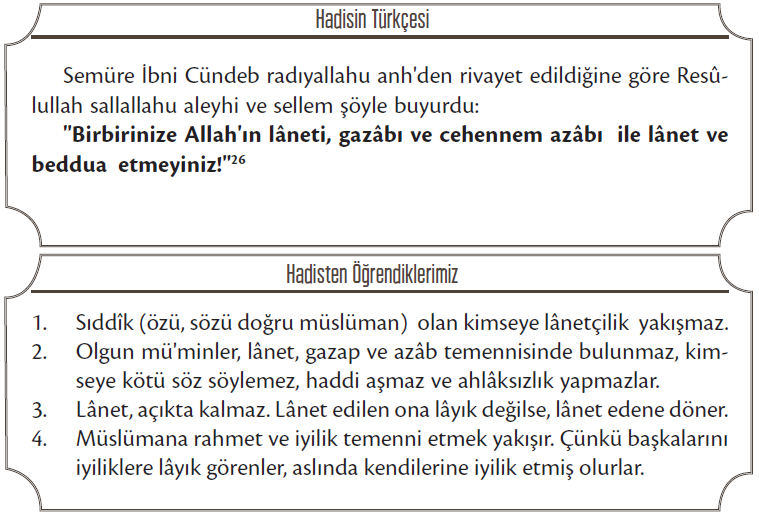 Hadisin Türkçesi
Semüre İbni Cündeb radıyallahu anh'den rivayet edildiğine göre Resû-
lullah sallallahu aleyhi ve sellem şöyle buyurdu:
"Birbirinize Allah'ın lâneti, gazâbı ve cehennem azâbı ile lânet ve
beddua etmeyiniz!"²⁶
Hadisten Öğrendiklerimiz
1. Sıddîk (özü, sözü doğru müslüman) olan kimseye lânetçilik yakışmaz.
2. Olgun mü'minler, lânet, gazap ve azâb temennisinde bulunmaz, kim-
seye kötü söz söylemez, haddi aşmaz ve ahlâksızlık yapmazlar.
3. Lânet, açıkta kalmaz. Lânet edilen ona lâyık değilse, lânet edene döner.
4. Müslümana rahmet ve iyilik temenni etmek yakışır. Çünkü başkalarını
iyiliklere lâyık görenler, aslında kendilerine iyilik etmiş olurlar.